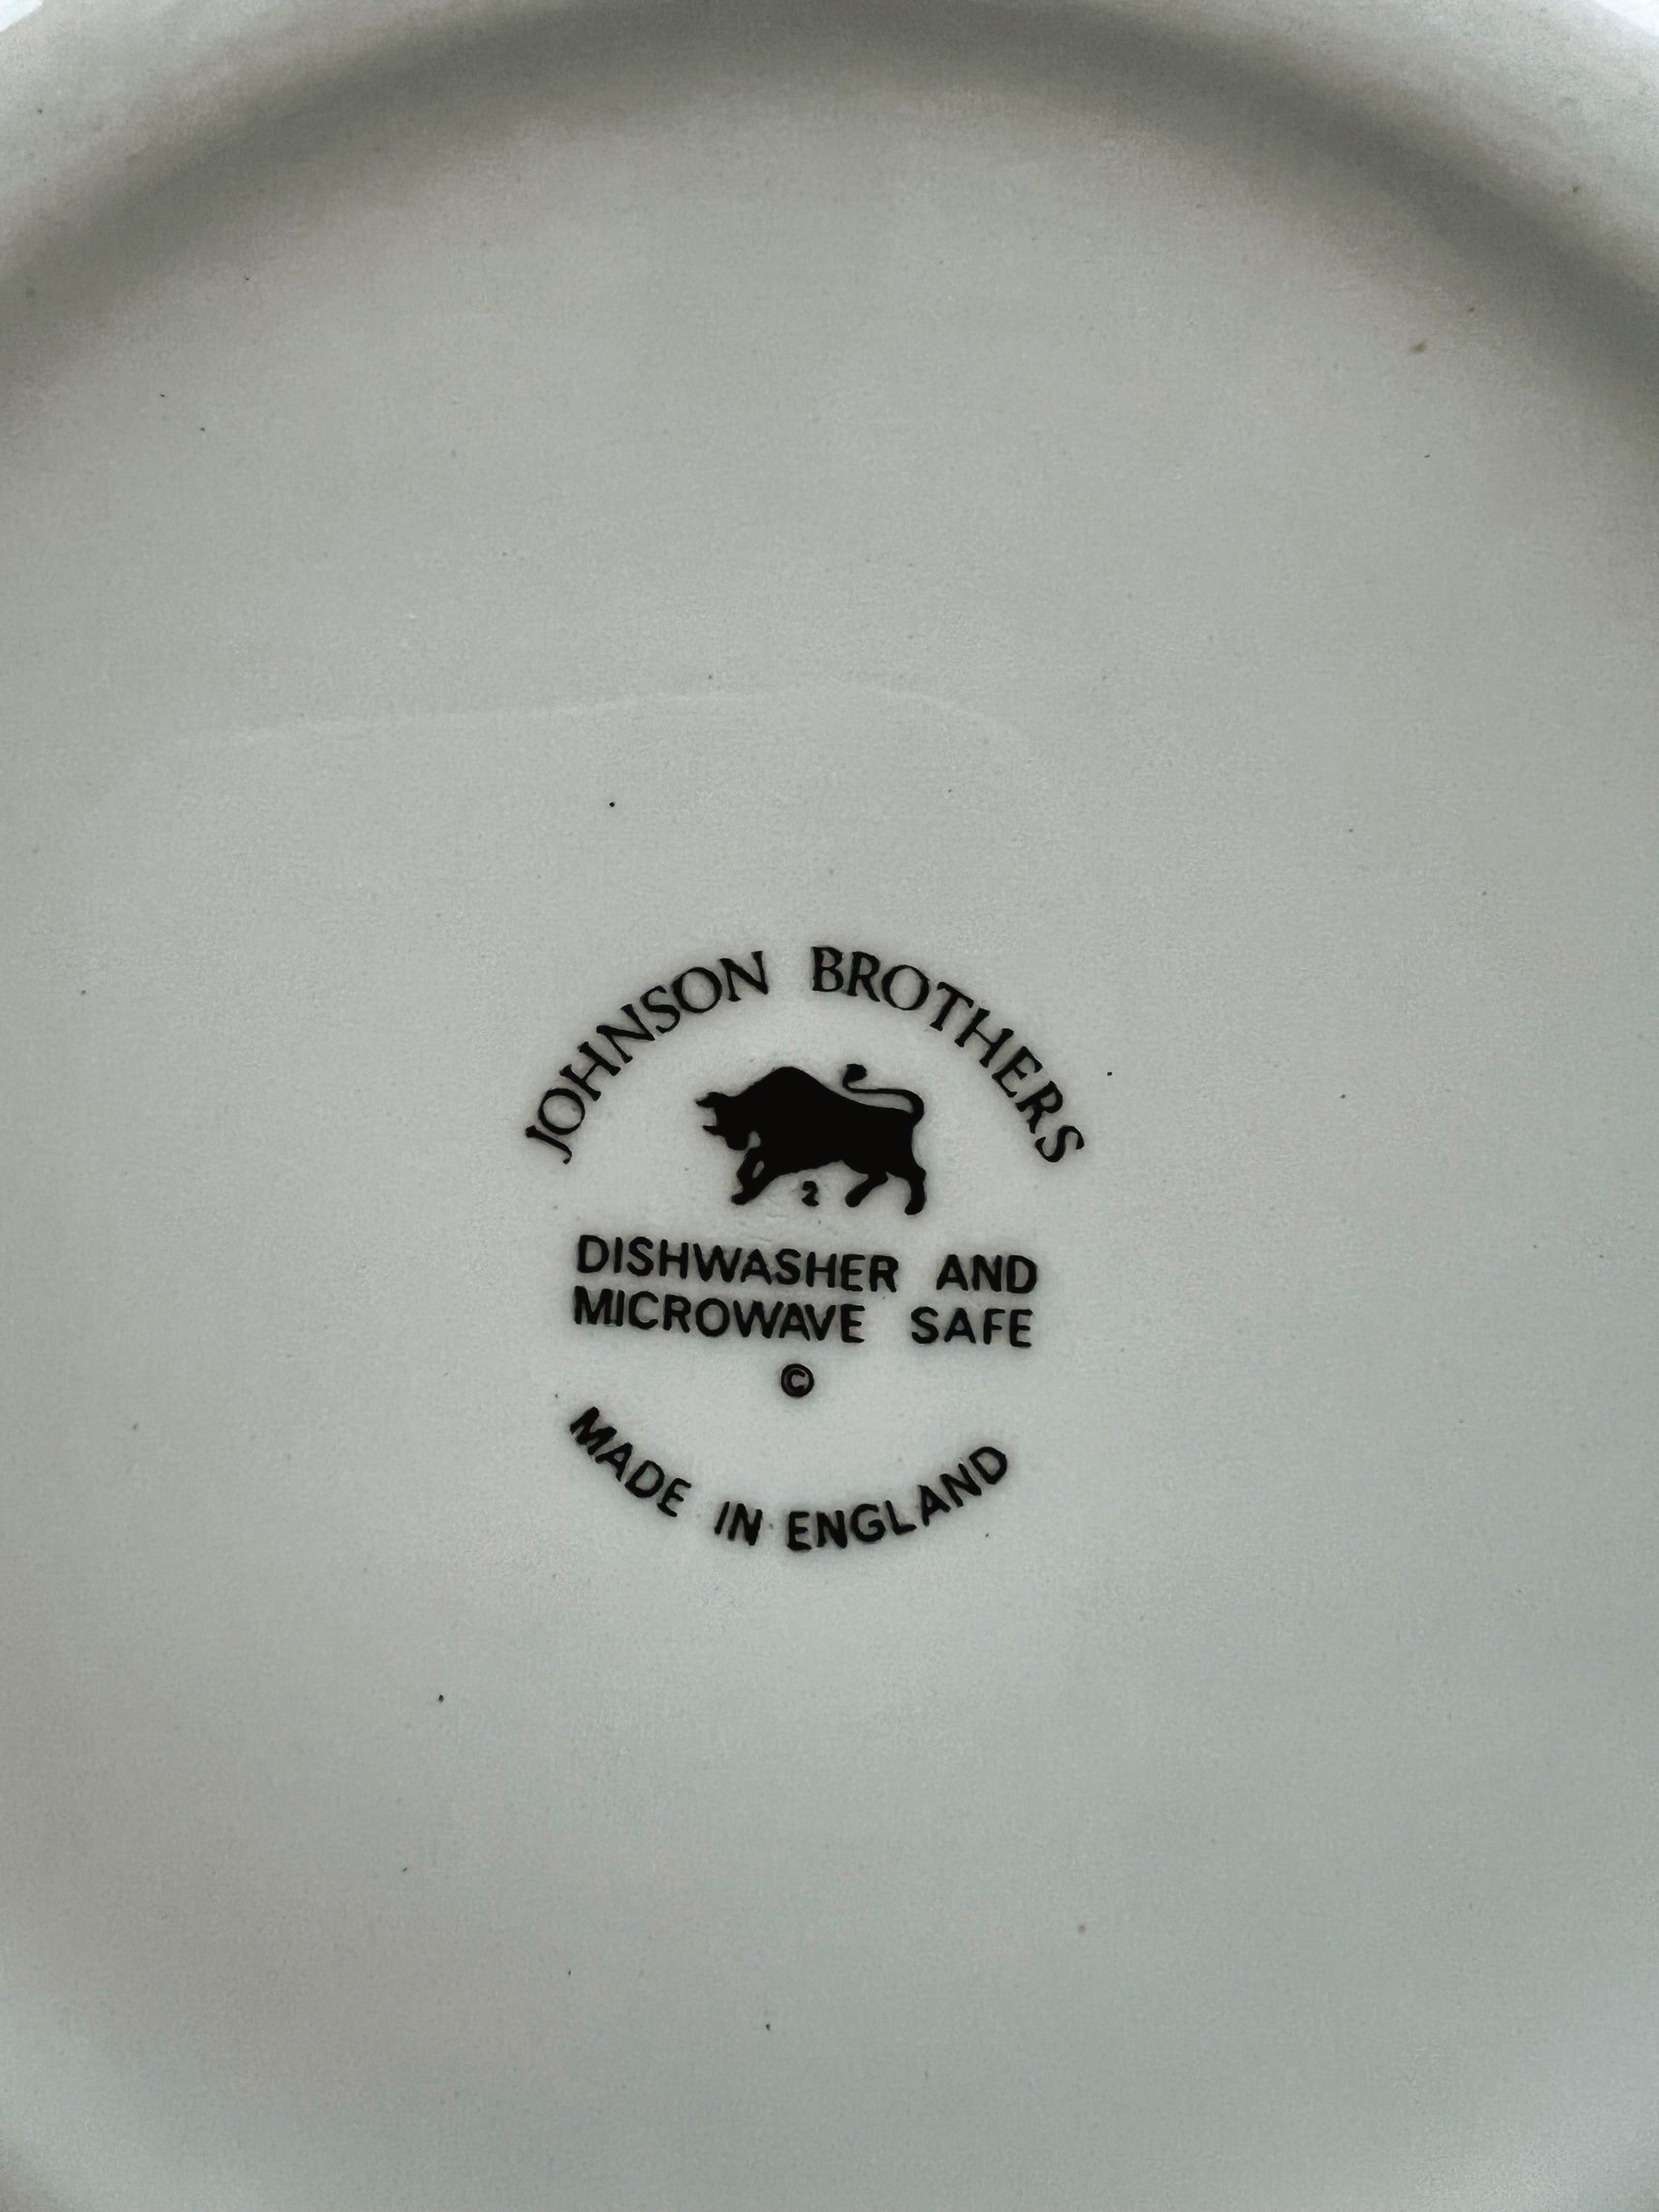 JOHNSON BROTHERS
2
DISHWASHER AND
MICROWAVE SAFE
©
MADE IN ENGLAND